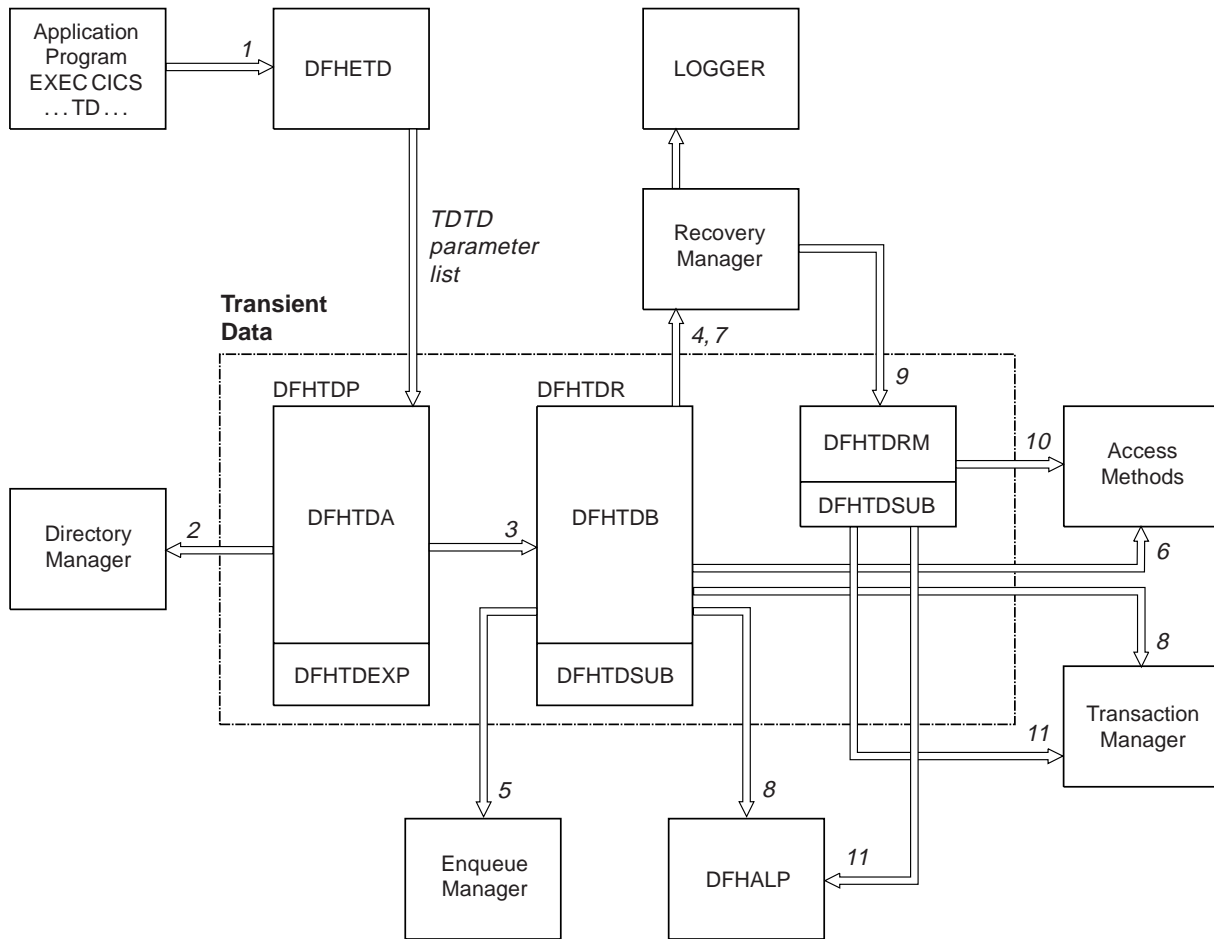 Application
Program
EXEC CICS
...TD...
1
DFHETD
LOGGER
TDTD
parameter
list
Recovery
Manager
Transient
Data
4, 7
9
DFHTDP
DFHTDR
DFHTDA
DFHTDB
DFHTDRM
DFHTDSUB
10
Access
Methods
Directory
Manager
2
3
6
DFHTDEXP
DFHTDSUB
8
Transaction
Manager
11
5
8
Enqueue
Manager
DFHALP
11